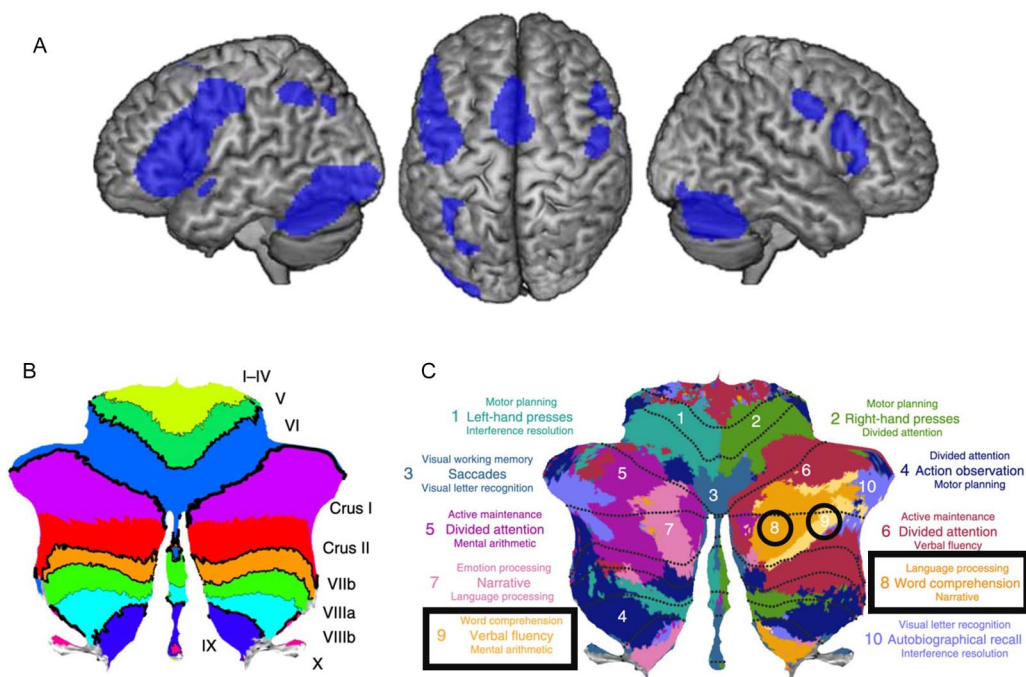 A
B
I–IV
V
VI
Crus I
Crus II
VIIb
VIIIa
VIIIb
IX
X
C
Motor planning
1 Left-hand presses
Interference resolution
Visual working memory
3 Saccades
Visual letter recognition
Active maintenance
5 Divided attention
Mental arithmetic
Emotion processing
7 Narrative
Language processing
Word comprehension
9 Verbal fluency
Mental arithmetic
1
2
3
4
5
6
7
8
9
10
Motor planning
2 Right-hand presses
Divided attention
Divided attention
4 Action observation
Motor planning
Active maintenance
6 Divided attention
Verbal fluency
Language processing
8 Word comprehension
Narrative
Visual letter recognition
10 Autobiographical recall
Interference resolution